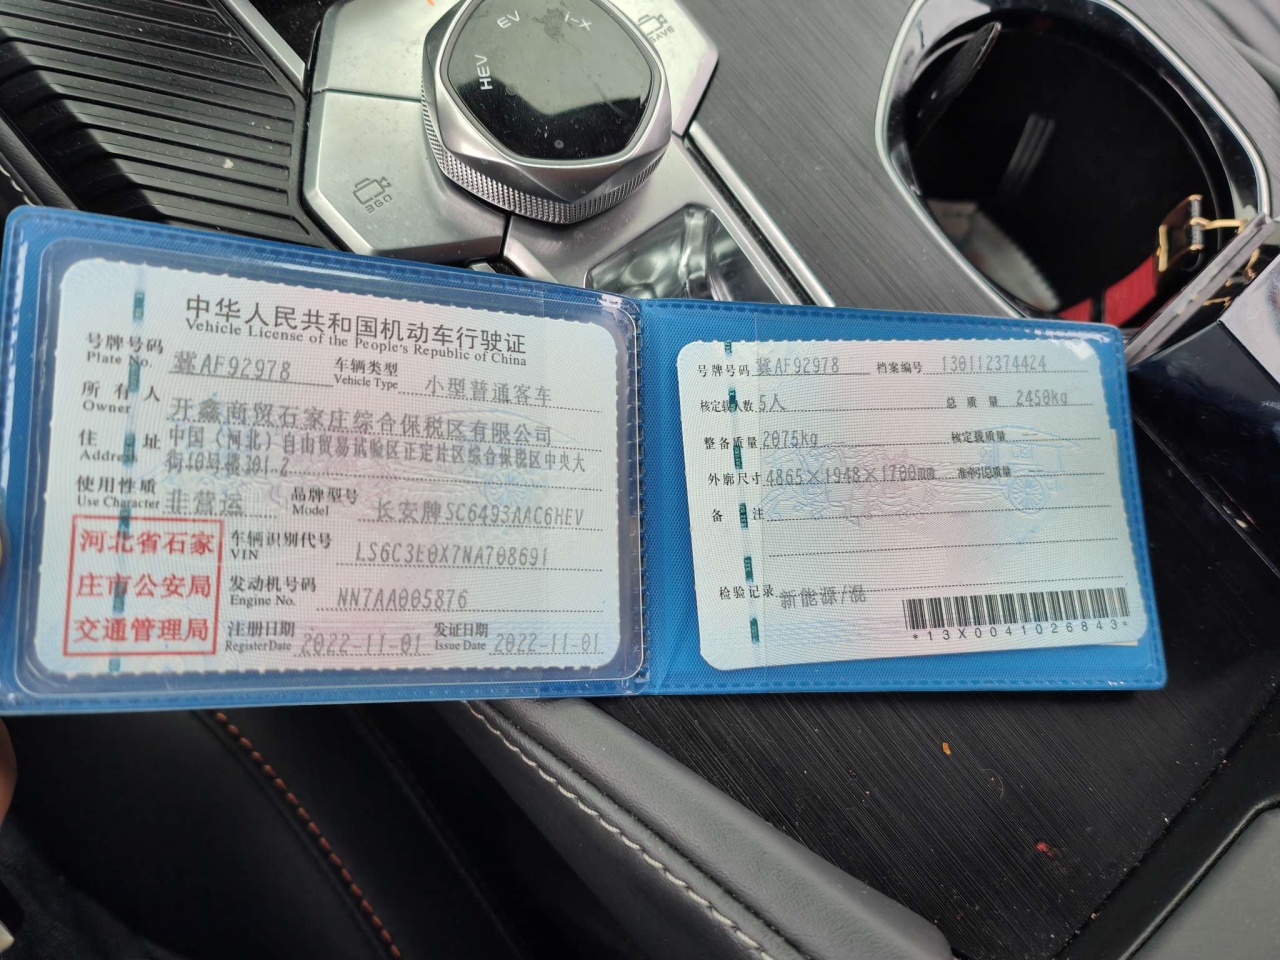 EV
i-X
HEV
SAVE
360
中华人民共和国机动车行驶证
Vehicle License of the People's Republic of China
号牌号码 冀AF92978 车辆类型 小型普通客车
Plate No. Vehicle Type
所有人 开鑫商贸石家庄综合保税区有限公司
Owner
住址 中国（河北）自由贸易试验区正定片区综合保税区中央大
Address 街10号楼301-2
使用性质 非营运 品牌型号 长安牌SC6493AAC6HEV
Use Character Model
河北省石家
庄市公安局
交通管理局
车辆识别代号 LS6C3E0X7NA708691
VIN
发动机号码 NN7AA005876
Engine No.
注册日期 2022-11-01 发证日期 2022-11-01
Register Date Issue Date
号牌号码 冀AF92978 档案编号 130112374424
核定载人数 5人 总质量 2450kg
整备质量 2075kg 核定载质量
外廓尺寸 4865×1948×1700mm 准牵引总质量
备注
检验记录 新能源/混
*13X0041026843*